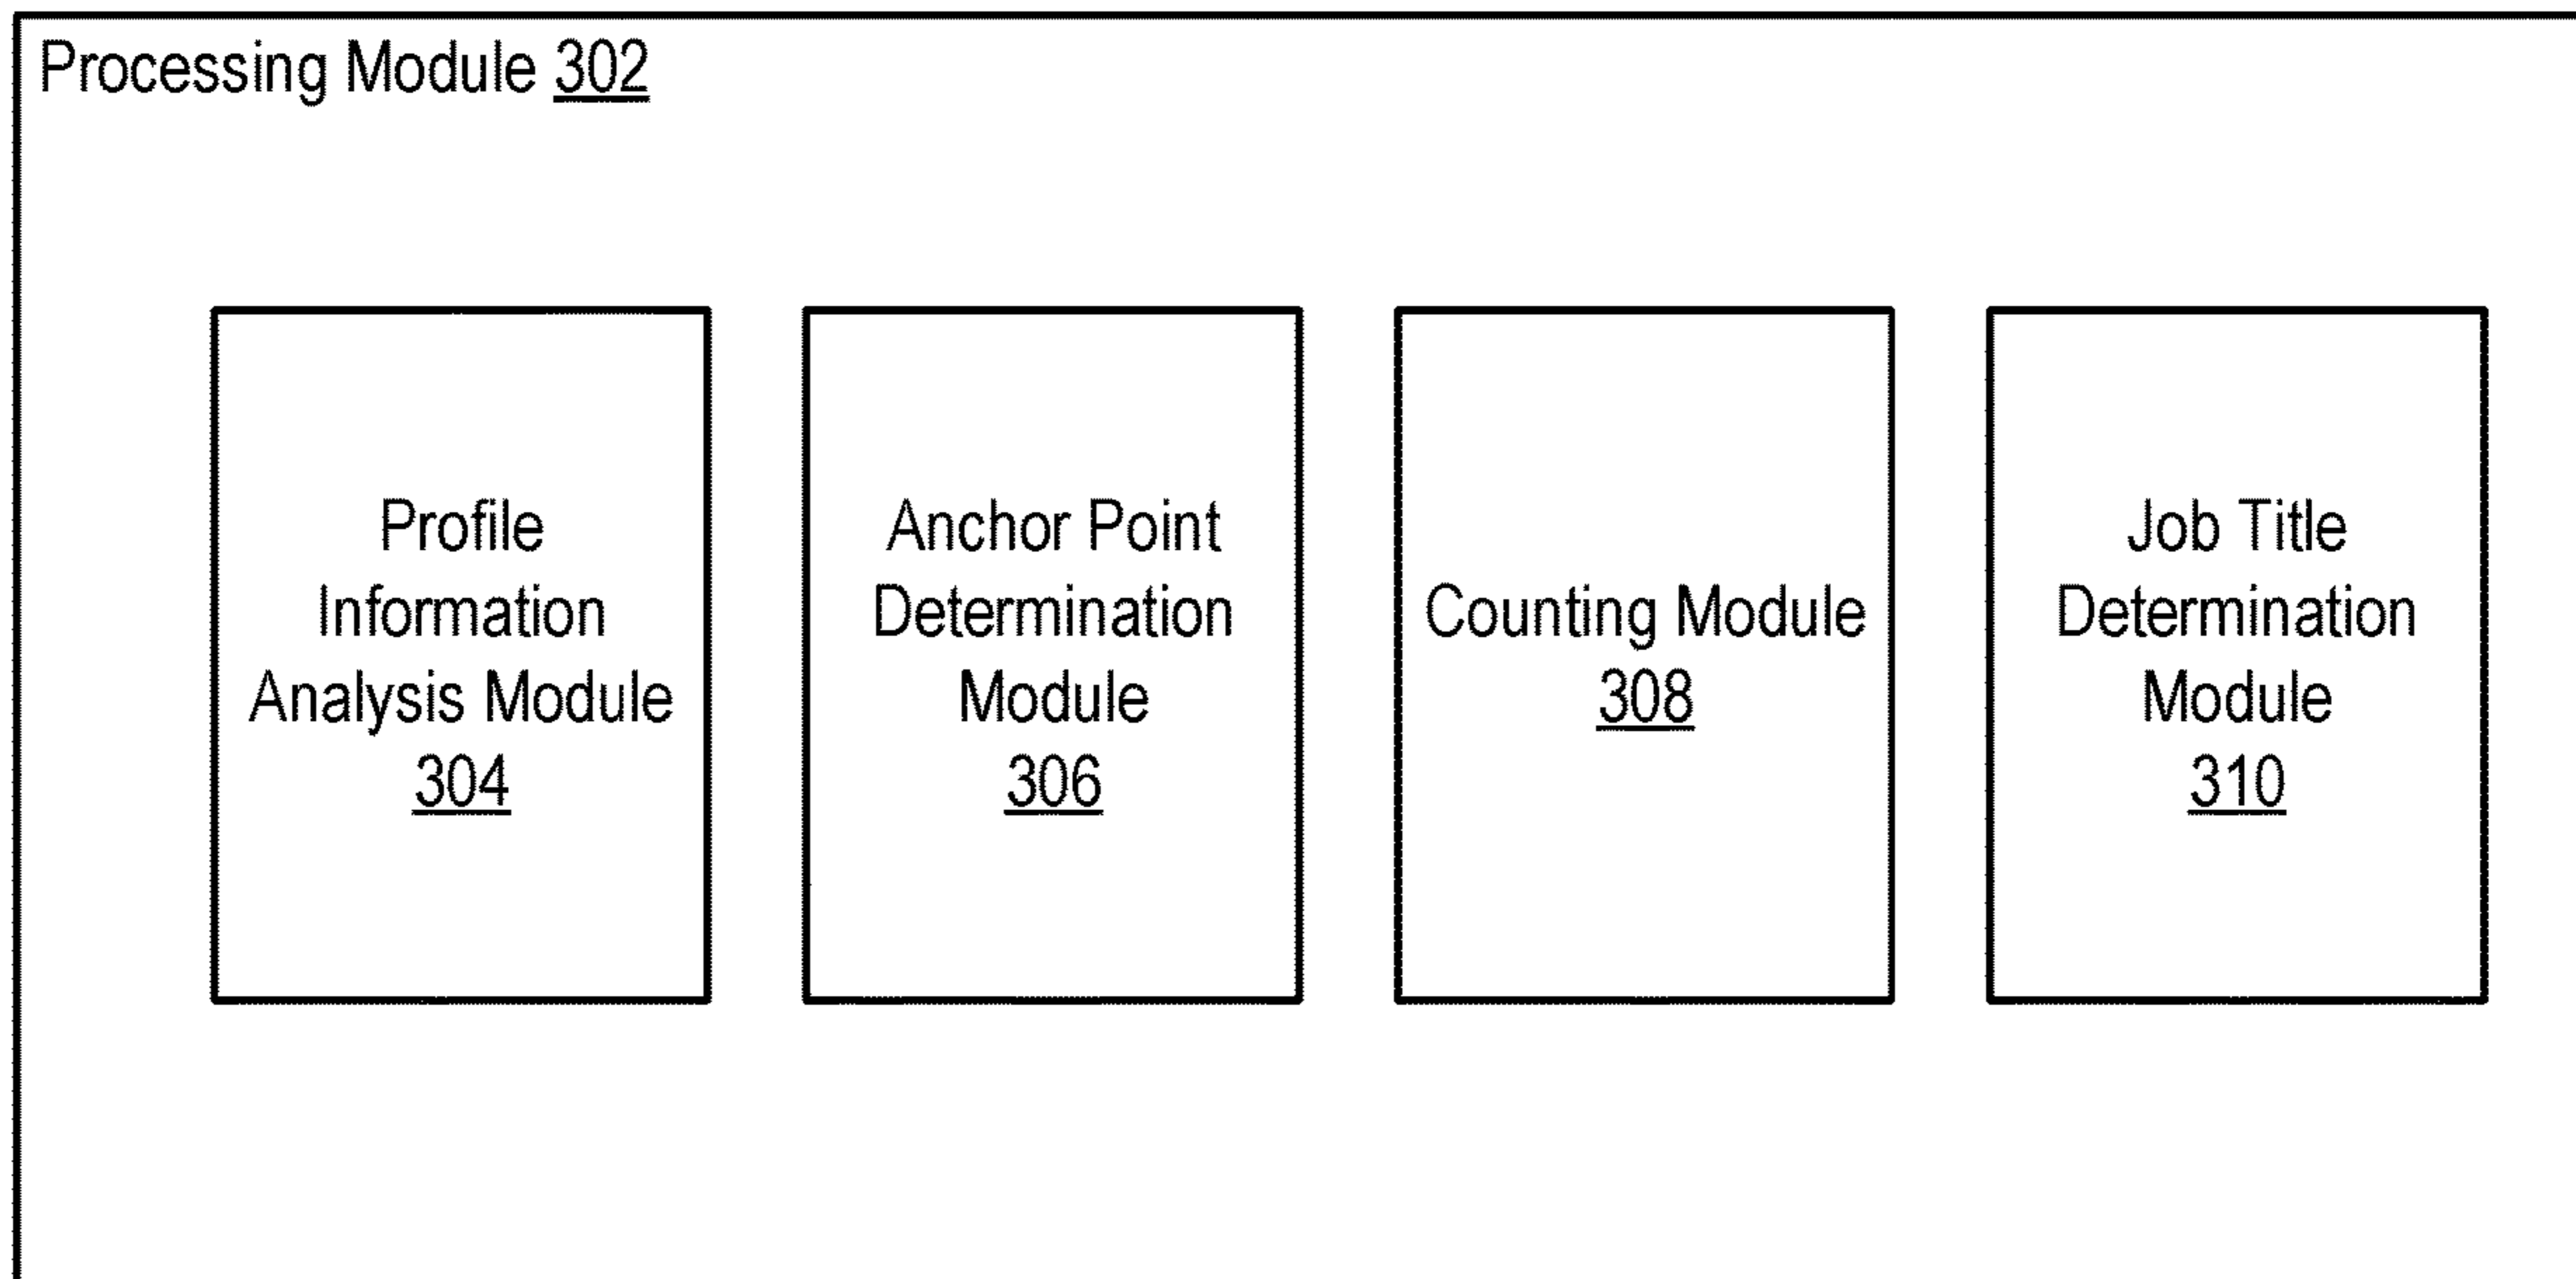 Processing Module 302
Profile
Information
Analysis Module
304
Anchor Point
Determination
Module
306
Counting Module
308
Job Title
Determination
Module
310